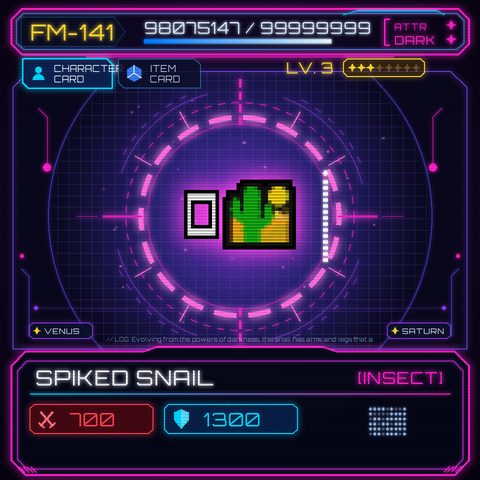 FM-141
98075147 / 99999999
ATTR
DARK
CHARACTER
CARD
ITEM
CARD
LV. 3
VENUS
SATURN
// LOG: Evolving from the powers of darkness, this snail has arms and legs that a
SPIKED SNAIL
[INSECT]
700
1300